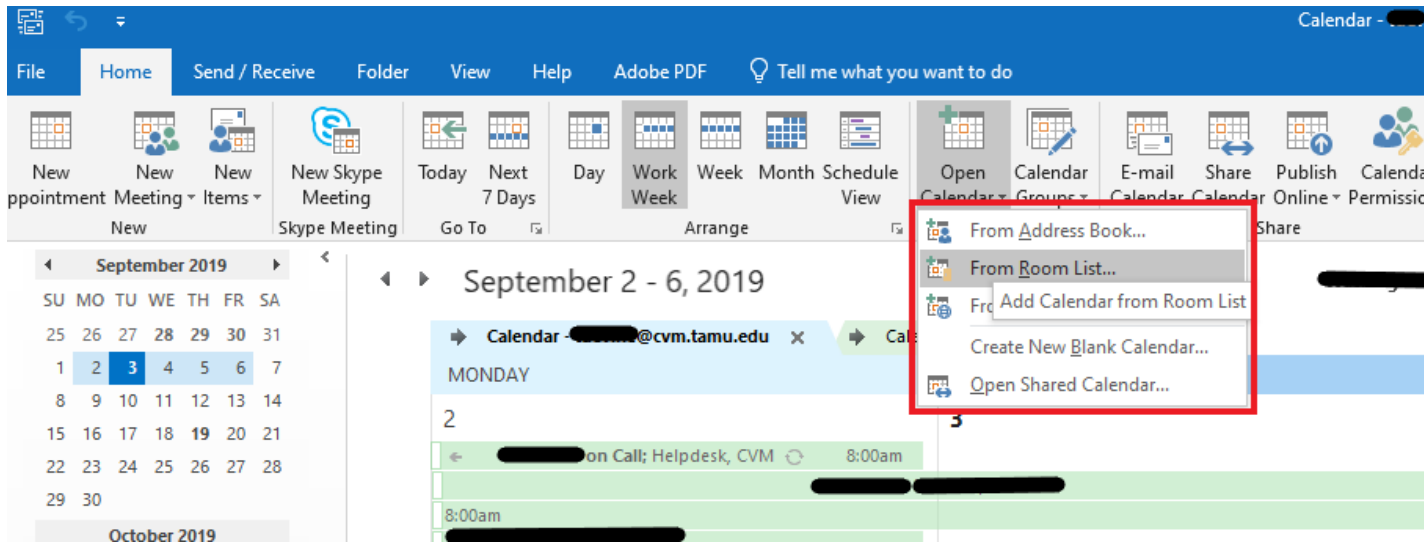 Calendar -
File Home Send / Receive Folder View Help Adobe PDF Tell me what you want to do
New
ppointment
New
Meeting
New
Items
New
New Skype
Meeting
Skype Meeting
Today
Next
7 Days
Go To
Day
Work
Week
Week
Month
Schedule
View
Arrange
Open
Calendar
Calendar
Groups
E-mail
Calendar
Share
Calendar
Publish
Online
Calenda
Permissio
Share
From Address Book...
From Room List...
Fro
Add Calendar from Room List
Create New Blank Calendar...
Open Shared Calendar...
September 2019
SU MO TU WE TH FR SA
25 26 27 28 29 30 31
1 2 3 4 5 6 7
8 9 10 11 12 13 14
15 16 17 18 19 20 21
22 23 24 25 26 27 28
29 30
October 2019
September 2 - 6, 2019
Calendar - @cvm.tamu.edu
Cale
MONDAY
2
3
on Call; Helpdesk, CVM 8:00am
8:00am